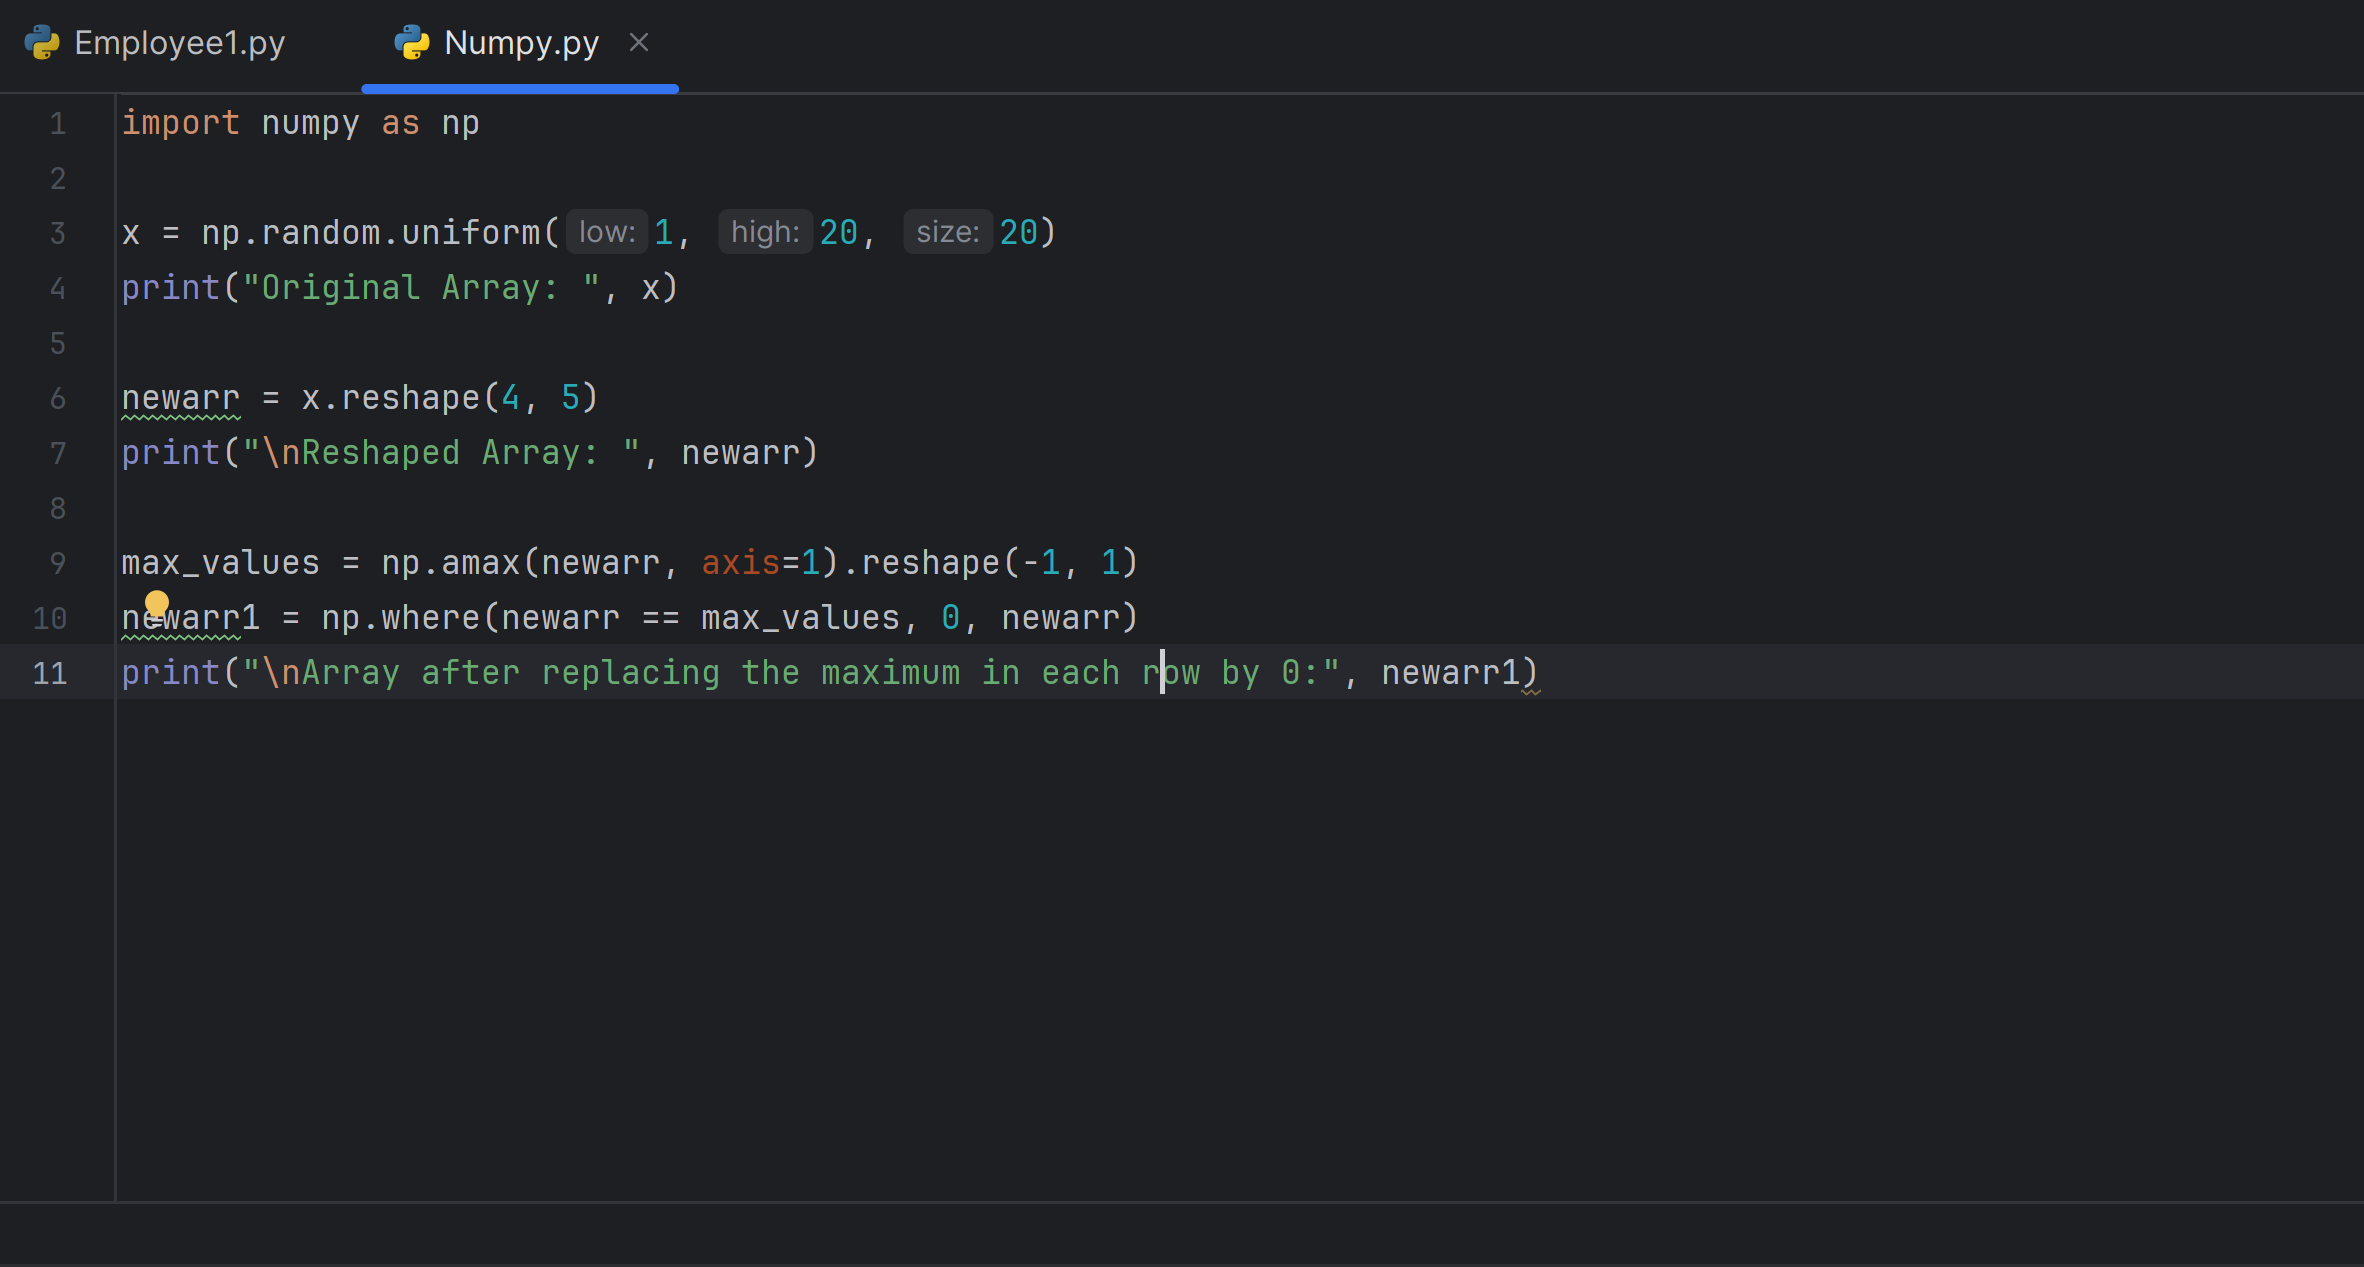 Employee1.py Numpy.py
1 import numpy as np
2
3 x = np.random.uniform( low: 1, high: 20, size: 20)
4 print("Original Array: ", x)
5
6 newarr = x.reshape(4, 5)
7 print("\nReshaped Array: ", newarr)
8
9 max_values = np.amax(newarr, axis=1).reshape(-1, 1)
10 newarr1 = np.where(newarr == max_values, 0, newarr)
11 print("\nArray after replacing the maximum in each row by 0:", newarr1)